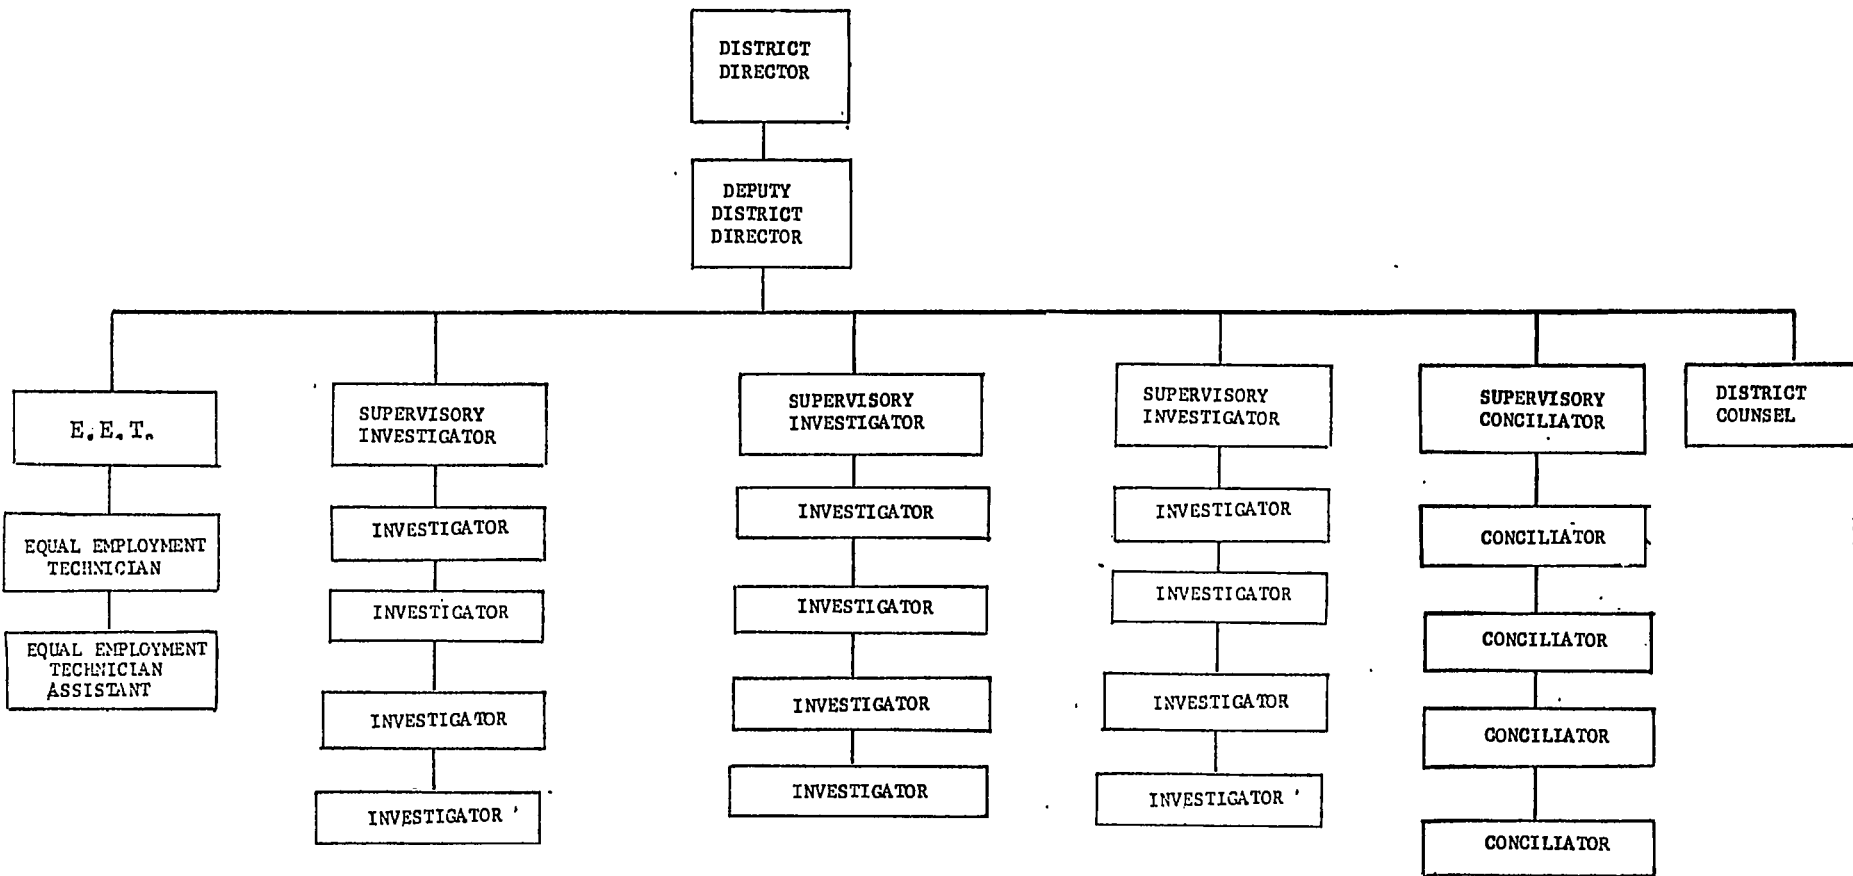 DISTRICT
DIRECTOR
DEPUTY
DISTRICT
DIRECTOR
E.E.T.
EQUAL EMPLOYMENT
TECHNICIAN
EQUAL EMPLOYMENT
TECHNICIAN
ASSISTANT
SUPERVISORY
INVESTIGATOR
INVESTIGATOR
INVESTIGATOR
INVESTIGATOR
INVESTIGATOR
SUPERVISORY
INVESTIGATOR
INVESTIGATOR
INVESTIGATOR
INVESTIGATOR
INVESTIGATOR
SUPERVISORY
INVESTIGATOR
INVESTIGATOR
INVESTIGATOR
INVESTIGATOR
INVESTIGATOR
SUPERVISORY
CONCILIATOR
CONCILIATOR
CONCILIATOR
CONCILIATOR
CONCILIATOR
DISTRICT
COUNSEL